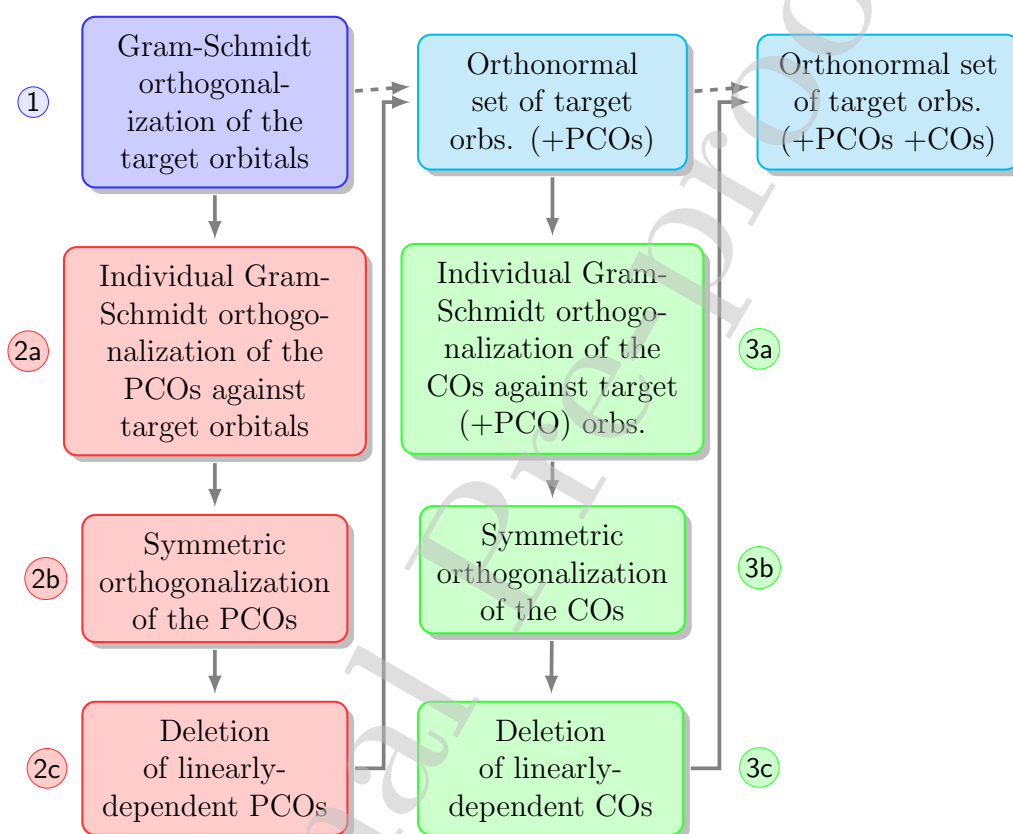 1
Gram-Schmidt
orthogonal-
ization of the
target orbitals
Orthonormal
set of target
orbs. (+PCOs)
Orthonormal set
of target orbs.
(+PCOs +COs)
2a
Individual Gram-
Schmidt orthogo-
nalization of the
PCOs against
target orbitals
Individual Gram-
Schmidt orthogo-
nalization of the
COs against target
(+PCO) orbs.
3a
2b
Symmetric
orthogonalization
of the PCOs
Symmetric
orthogonalization
of the COs
3b
2c
Deletion
of linearly-
dependent PCOs
Deletion
of linearly-
dependent COs
3c
nal Pre-proo